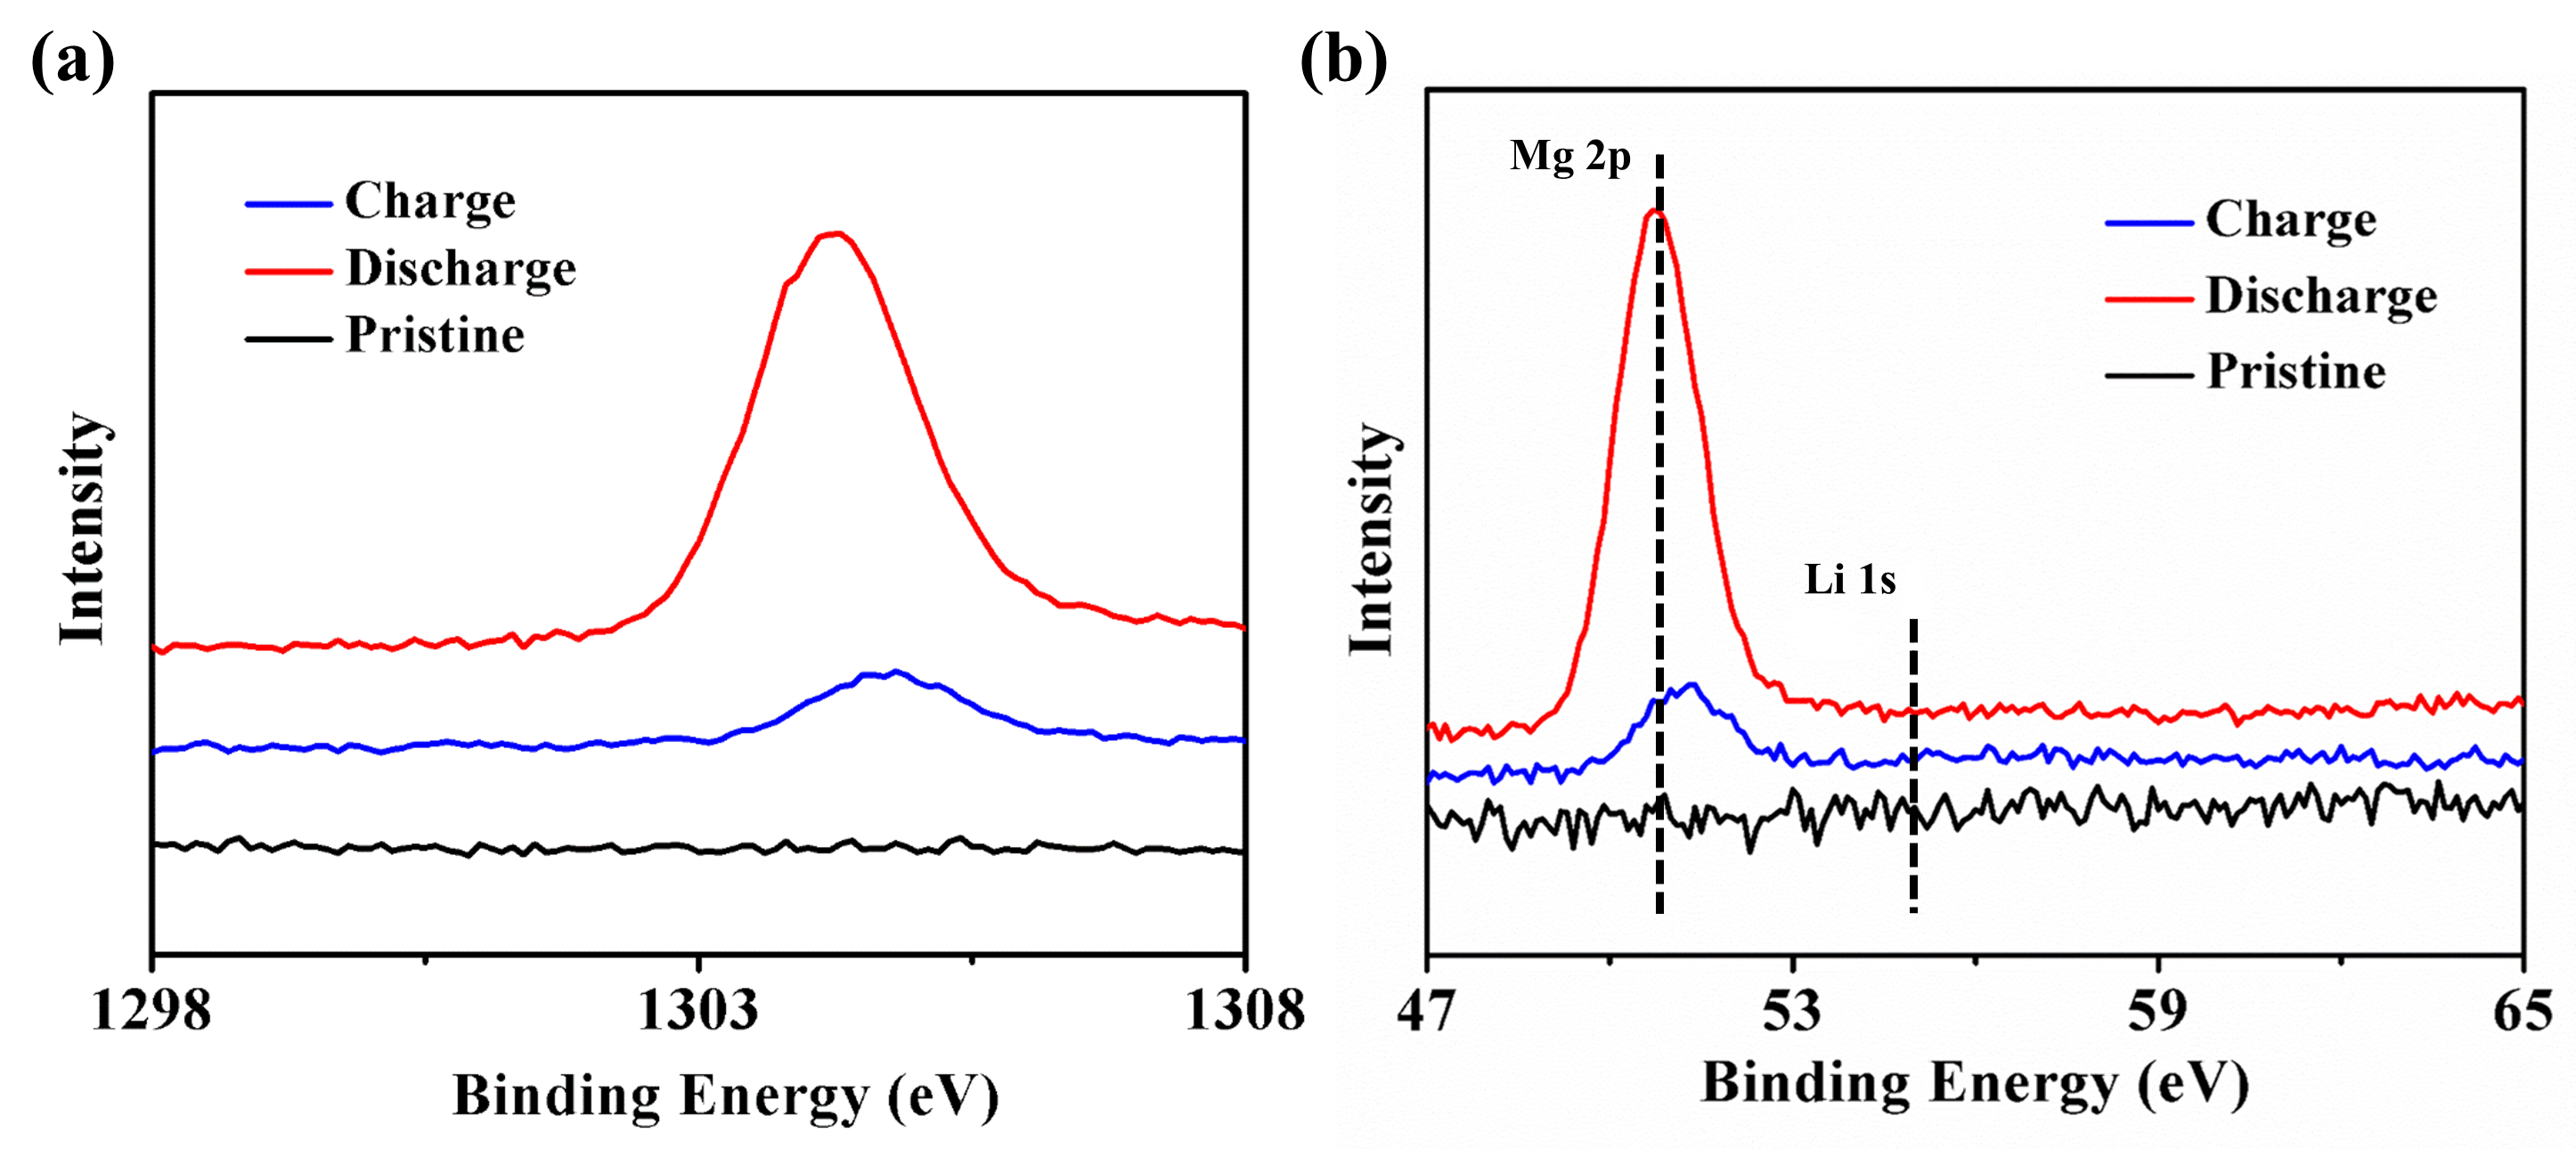 (a)
Charge
Discharge
Pristine
Intensity
1298 1303 1308
Binding Energy (eV)
(b)
Mg 2p
Li 1s
Charge
Discharge
Pristine
Intensity
47 53 59 65
Binding Energy (eV)